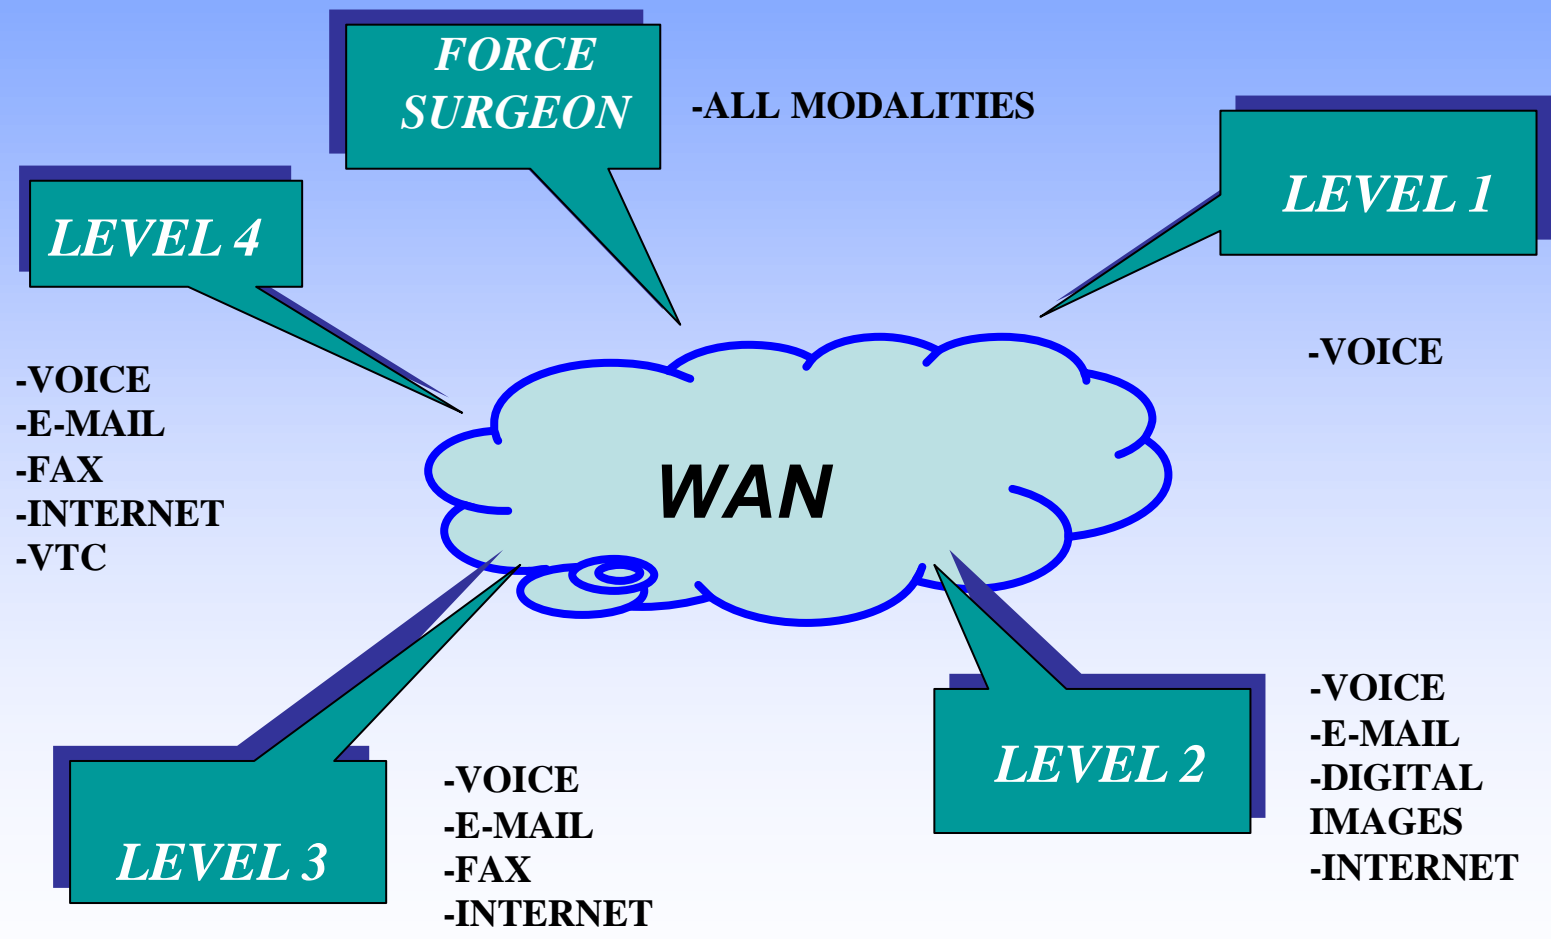 FORCE
SURGEON
-ALL MODALITIES
LEVEL 1
-VOICE
LEVEL 4
-VOICE
-E-MAIL
-FAX
-INTERNET
-VTC
WAN
LEVEL 2
-VOICE
-E-MAIL
-DIGITAL
IMAGES
-INTERNET
LEVEL 3
-VOICE
-E-MAIL
-FAX
-INTERNET